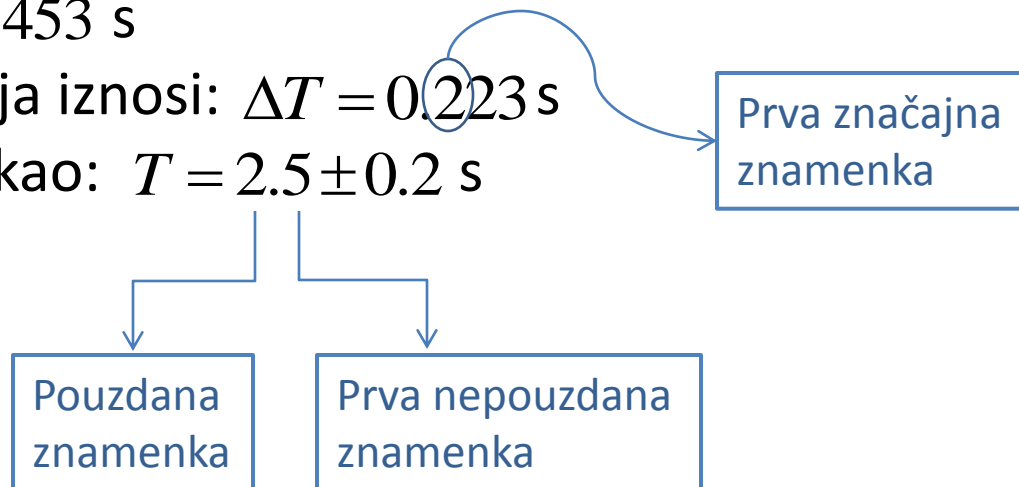 453 s
ja iznosi: ΔT = 0.223 s
kao: T = 2.5 ± 0.2 s
Prva značajna
znamenka
Pouzdana
znamenka
Prva nepouzdana
znamenka